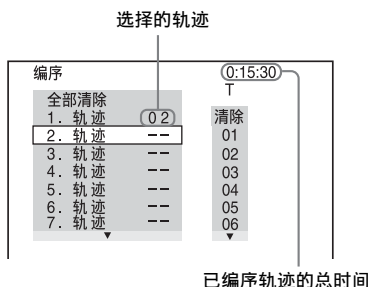 选择的轨迹
编序
0:15:30
T
全部清除
1. 轨迹 02
2. 轨迹 --
3. 轨迹 --
4. 轨迹 --
5. 轨迹 --
6. 轨迹 --
7. 轨迹 --
清除
01
02
03
04
05
06
已编序轨迹的总时间